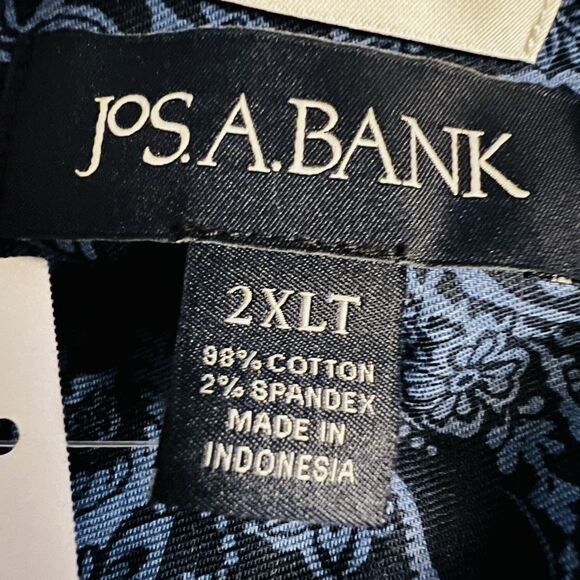 JOS.A.BANK
2XLT
98% COTTON
2% SPANDEX
MADE IN
INDONESIA